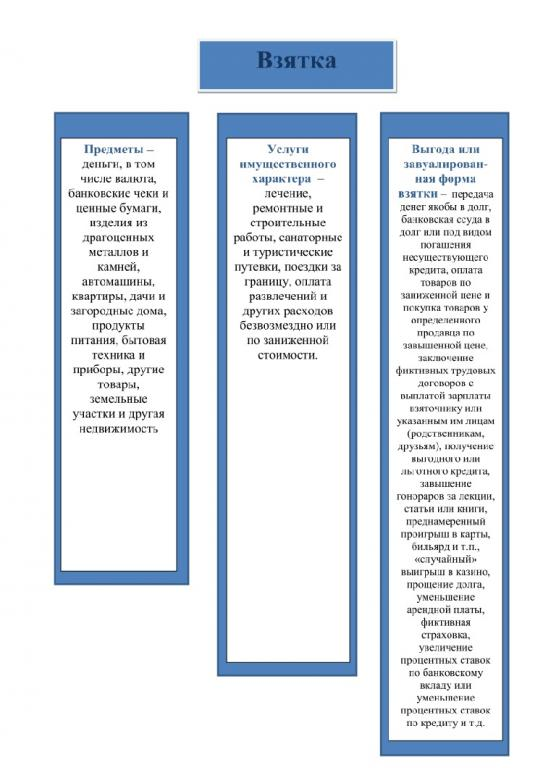 Взятка
Предметы –
деньги, в том
числе валюта,
банковские чеки и
ценные бумаги,
изделия из
драгоценных
металлов и
камней,
автомашины,
квартиры, дачи и
загородные дома,
продукты
питания, бытовая
техника и
приборы, другие
товары,
земельные
участки и другая
недвижимость
Услуги
имущественного
характера –
лечение,
ремонтные и
строительные
работы, санаторные
и туристические
путевки, поездки за
границу, оплата
развлечений и
других расходов
безвозмездно или
по заниженной
стоимости.
Выгода или
завуалирован-
ная форма
взятки – передача
денег якобы в долг,
банковская ссуда в
долг или под видом
погашения
несуществующего
кредита, оплата
товаров по
заниженной цене и
покупка товаров у
определенного
продавца по
завышенной цене,
заключение
фиктивных трудовых
договоров с
выплатой зарплаты
взяточнику или
указанным им лицам
(родственникам,
друзьям), получение
выгодного или
льготного кредита,
завышение
гонораров за лекции,
статьи или книги,
преднамеренный
проигрыш в карты,
бильярд и т.п.,
«случайный»
выигрыш в казино,
прощение долга,
уменьшение
арендной платы,
фиктивная
страховка,
увеличение
процентных ставок
по банковскому
вкладу или
уменьшение
процентных ставок
по кредиту и т.д.